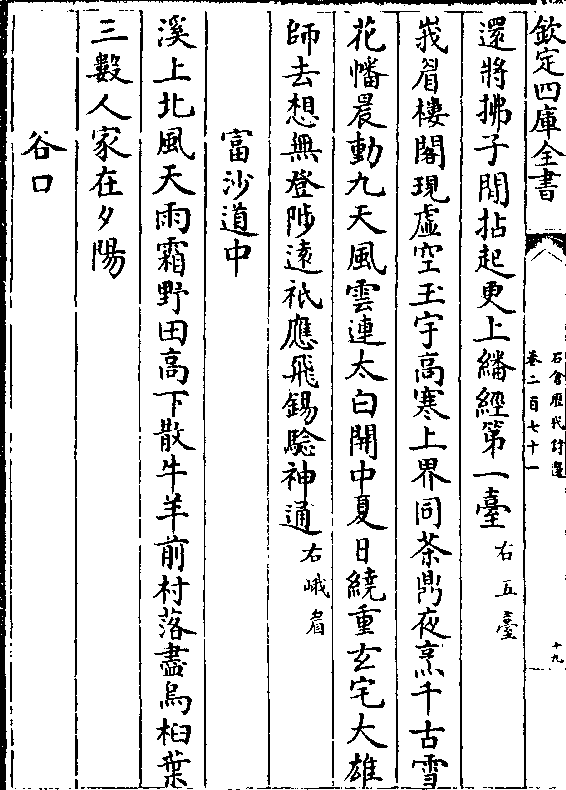 欽定四庫全書
石倉歷代詩選
卷二百七十一
十九
還將拂子閒拈起更上繙經第一臺右五臺
峩眉樓閣現虛空玉宇高寒上界同茶鼎夜烹千古雪
花幡晨動九天風雲連太白開中夏日繞重玄宅大雄
師去想無登陟遠祇應飛錫驗神通右峨眉
富沙道中
溪上北風天雨霜野田高下散牛羊前村落盡烏桕葉
三數人家在夕陽
谷口